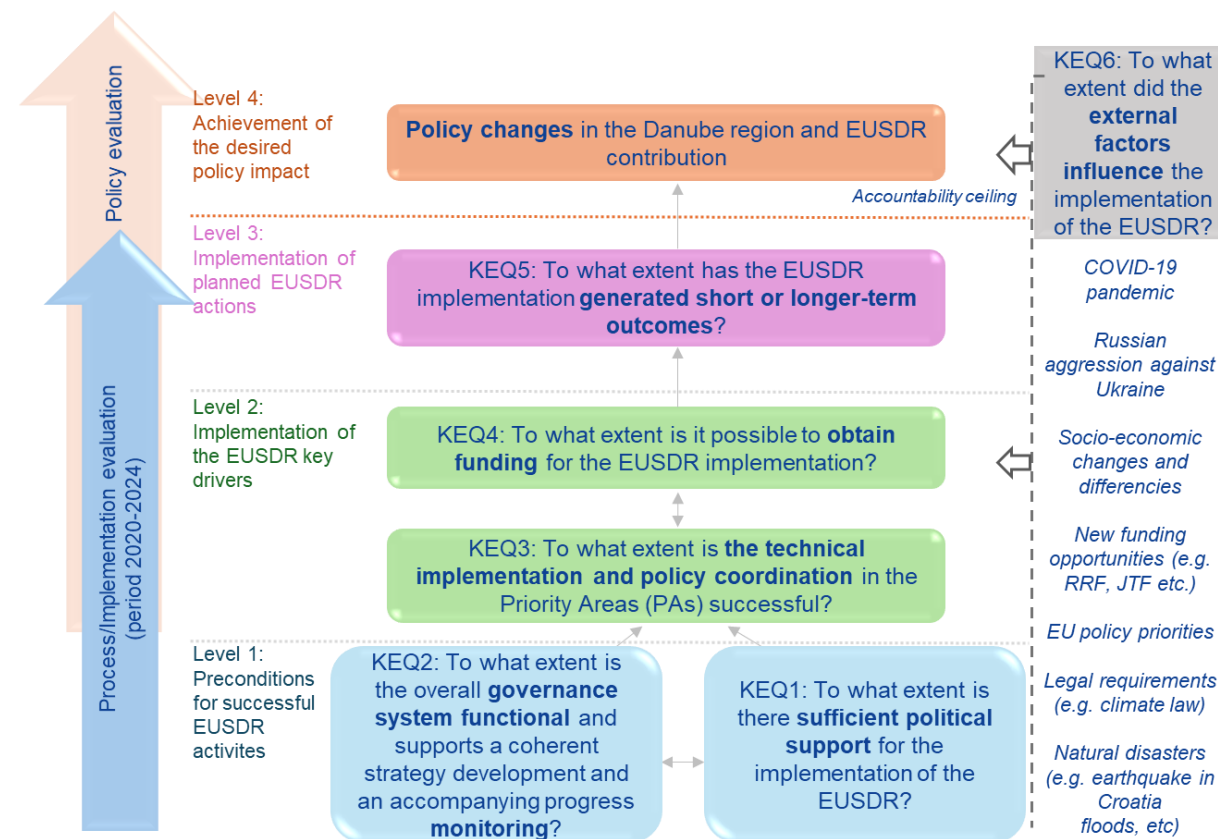 Policy evaluation
Process/Implementation evaluation
(period 2020-2024)
Level 4:
Achievement of
the desired
policy impact
Policy changes in the Danube region and EUSDR
contribution
Accountability ceiling
Level 3:
Implementation of
planned EUSDR
actions
KEQ5: To what extent has the EUSDR
implementation generated short or longer-term
outcomes?
Level 2:
Implementation of
the EUSDR key
drivers
KEQ4: To what extent is it possible to obtain
funding for the EUSDR implementation?
KEQ3: To what extent is the technical
implementation and policy coordination in the
Priority Areas (PAs) successful?
Level 1:
Preconditions
for successful
EUSDR
activites
KEQ2: To what extent is
the overall governance
system functional and
supports a coherent
strategy development and
an accompanying progress
monitoring?
KEQ1: To what extent is
there sufficient political
support for the
implementation of the
EUSDR?
KEQ6: To what
extent did the
external
factors
influence the
implementation
of the EUSDR?
COVID-19
pandemic
Russian
aggression against
Ukraine
Socio-economic
changes and
differencies
New funding
opportunities (e.g.
RRF, JTF etc.)
EU policy priorities
Legal requirements
(e.g. climate law)
Natural disasters
(e.g. earthquake in
Croatia
floods, etc)